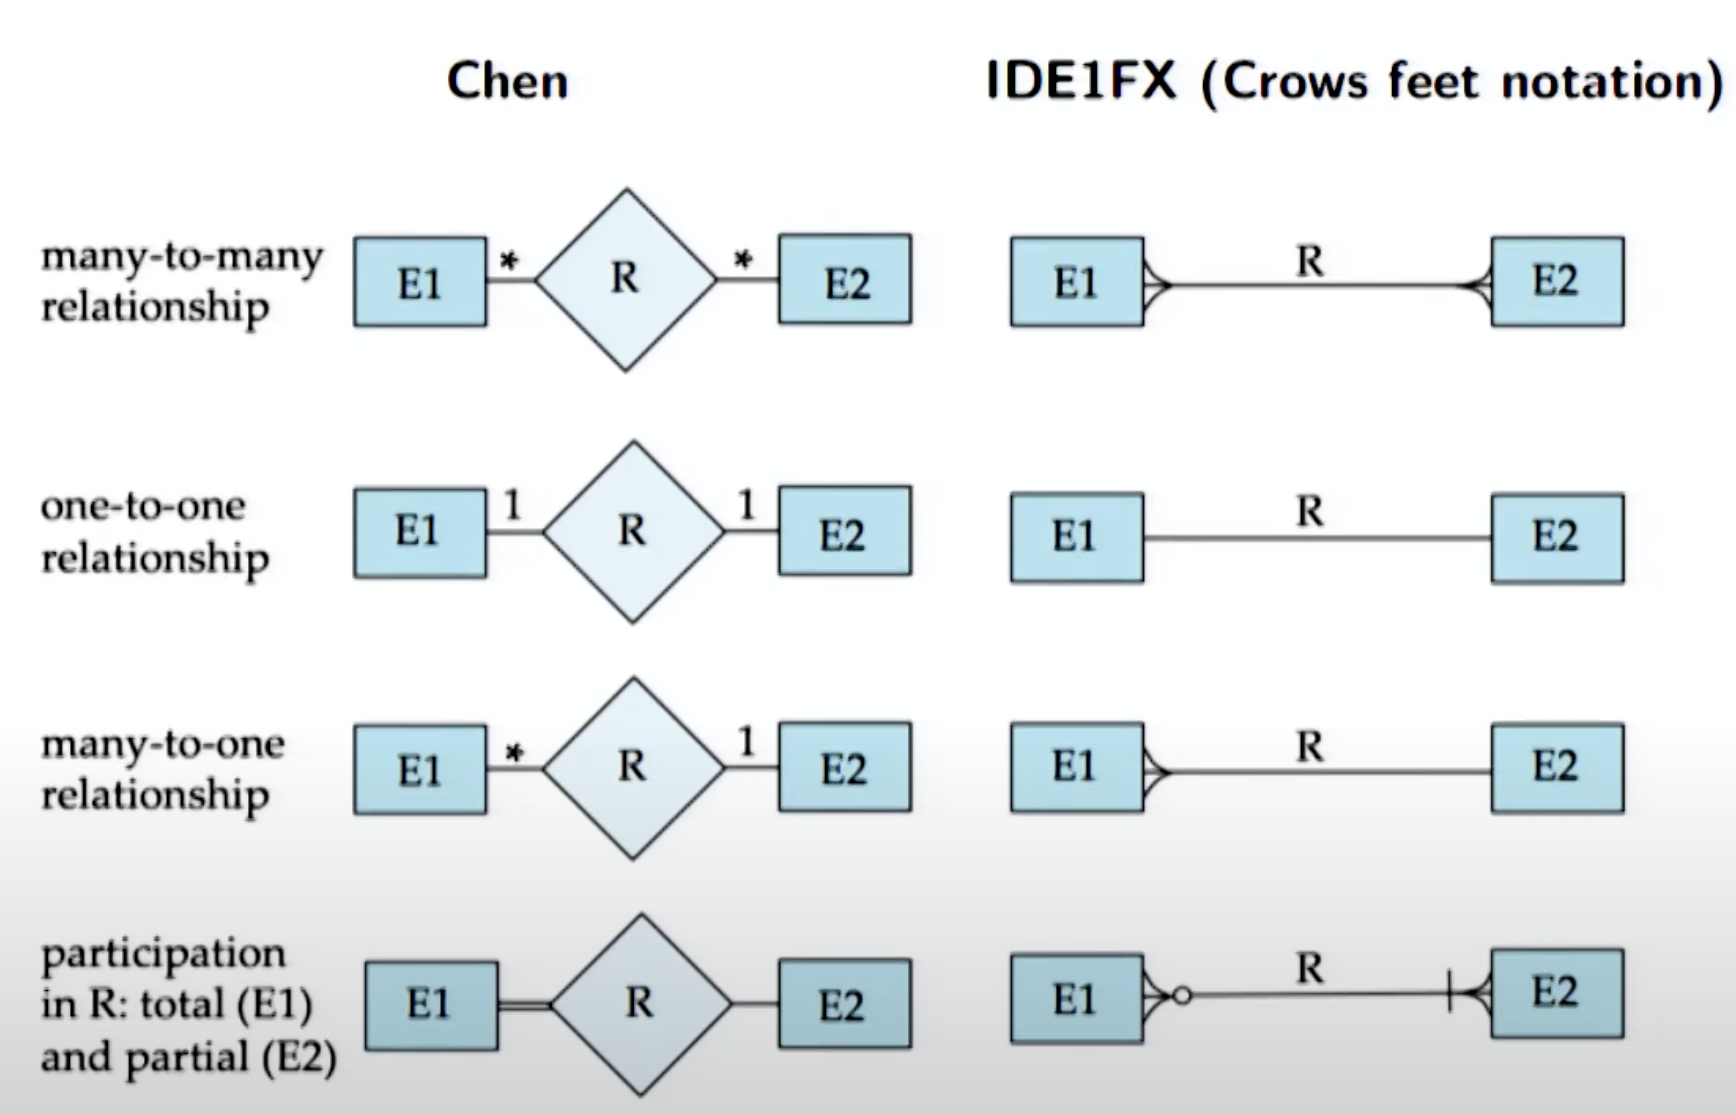 Chen
IDE1FX (Crows feet notation)
many-to-many
relationship
E1 * R * E2
E1 R E2
one-to-one
relationship
E1 1 R 1 E2
E1 R E2
many-to-one
relationship
E1 * R 1 E2
E1 R E2
participation
in R: total (E1)
and partial (E2)
E1 R E2
E1 R E2